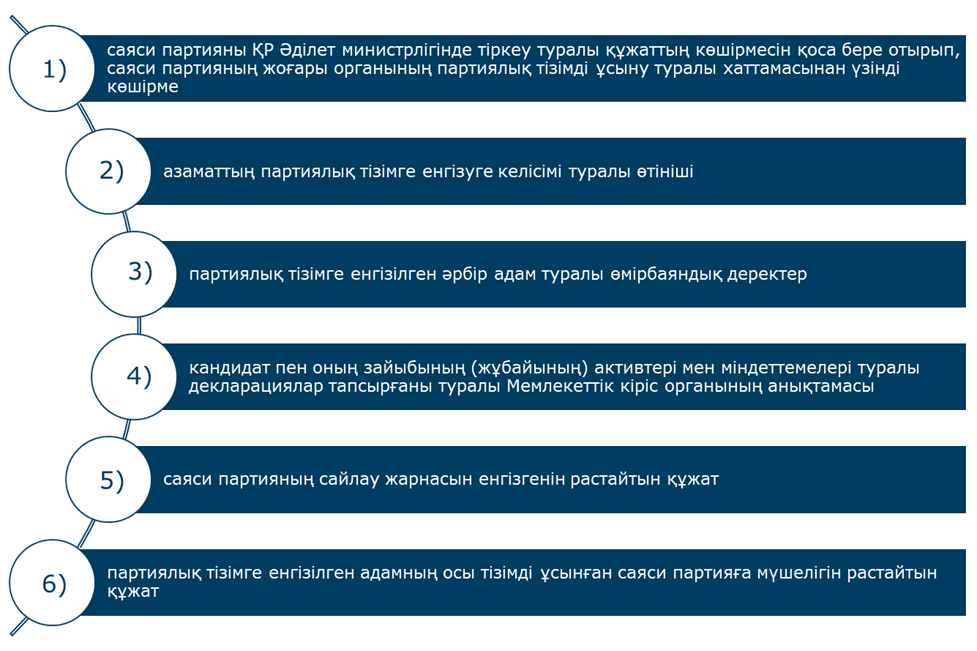 1)
саяси партияны ҚР Әділет министрлігінде тіркеу туралы құжаттың көшірмесін қоса бере отырып,
саяси партияның жоғары органының партиялық тізімді ұсыну туралы хаттамасынан үзінді
көшірме
2)
азаматтың партиялық тізімге енгізуге келісімі туралы өтініші
3)
партиялық тізімге енгізілген әрбір адам туралы өмірбаяндық деректер
4)
кандидат пен оның зайыбының (жұбайының) активтері мен міндеттемелері туралы
декларациялар тапсырғаны туралы Мемлекеттік кіріс органының анықтамасы
5)
саяси партияның сайлау жарнасын енгізгенін растайтын құжат
6)
партиялық тізімге енгізілген адамның осы тізімді ұсынған саяси партияға мүшелігін растайтын
құжат